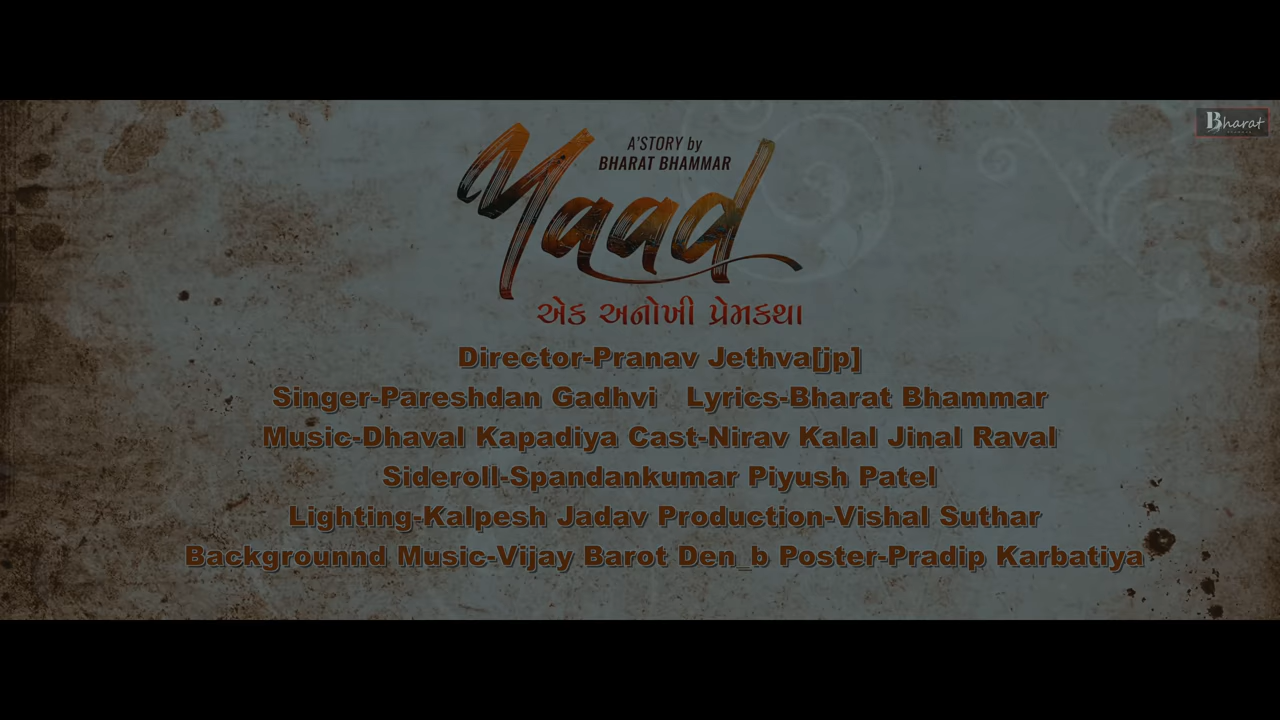 Bharat
A'STORY by
BHARAT BHAMMAR
Maad
એક અનોખી પ્રેમકથા
Director-Pranav Jethva[jp]
Singer-Pareshdan Gadhvi Lyrics-Bharat Bhammar
Music-Dhaval Kapadiya Cast-Nirav Kalal Jinal Raval
Sideroll-Spandankumar Piyush Patel
Lighting-Kalpesh Jadav Production-Vishal Suthar
Backgrounnd Music-Vijay Barot Den_b Poster-Pradip Karbatiya